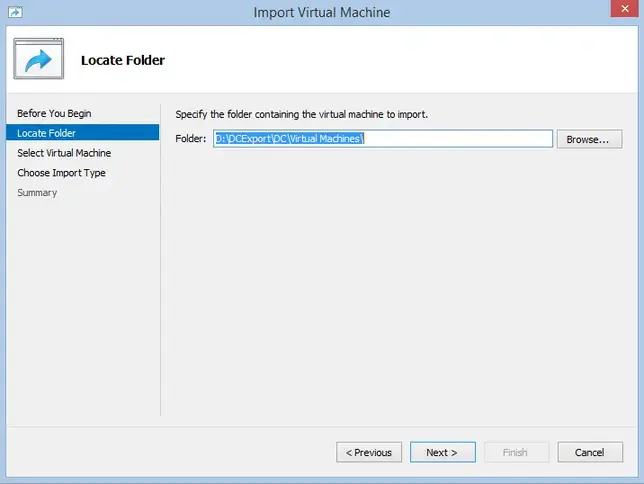 Import Virtual Machine
Locate Folder
Before You Begin
Locate Folder
Select Virtual Machine
Choose Import Type
Summary
Specify the folder containing the virtual machine to import.
Folder: D:\DCExport\DC\Virtual Machines\ Browse...
< Previous Next > Finish Cancel